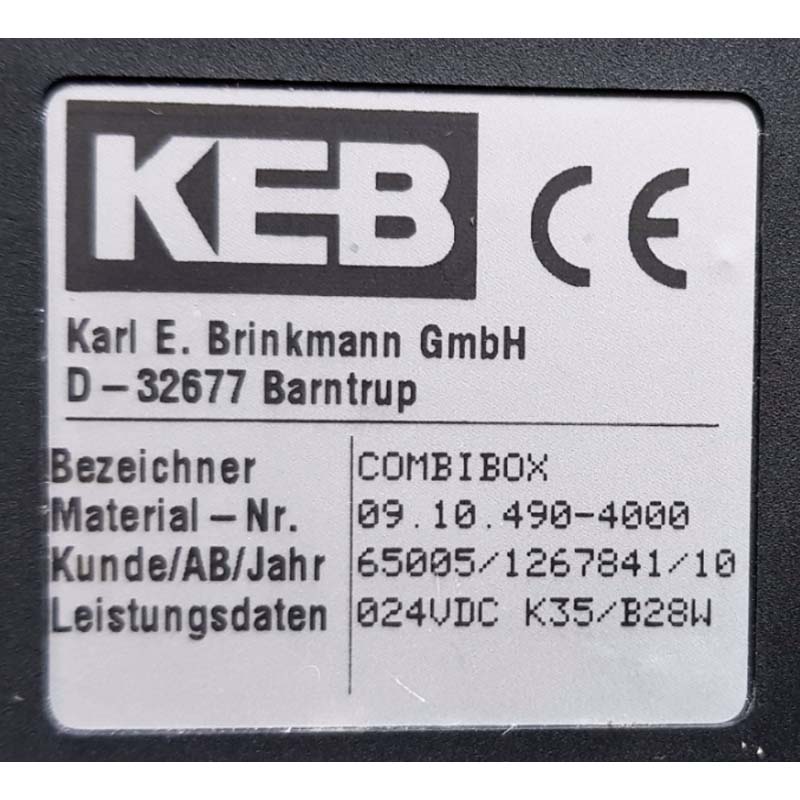 KEB CE
Karl E. Brinkmann GmbH
D-32677 Barntrup
Bezeichner COMBIBOX
Material-Nr. 09.10.490-4000
Kunde/AB/Jahr 65005/1267841/10
Leistungsdaten 024VDC K35/B28W